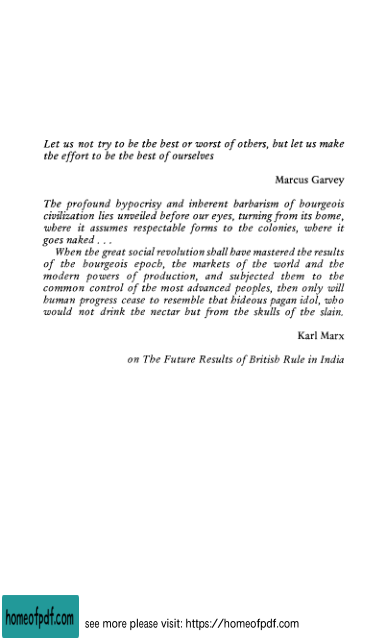 Let us not try to be the best or worst of others, but let us make
the effort to be the best of ourselves
Marcus Garvey
The profound hypocrisy and inherent barbarism of bourgeois
civilization lies unveiled before our eyes, turning from its home,
where it assumes respectable forms to the colonies, where it
goes naked . . .
When the great social revolution shall have mastered the results
of the bourgeois epoch, the markets of the world and the
modern powers of production, and subjected them to the
common control of the most advanced peoples, then only will
human progress cease to resemble that hideous pagan idol, who
would not drink the nectar but from the skulls of the slain.
Karl Marx
on The Future Results of British Rule in India
homeofpdf.com
see more please visit: https://homeofpdf.com